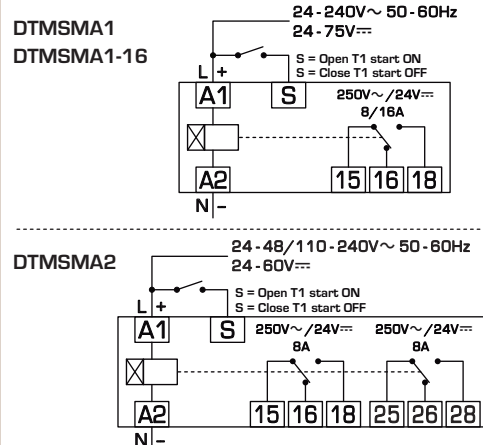 DTMSMA1
DTMSMA1-16
24-240V~ 50-60Hz
24-75V⎓
S = Open T1 start ON
S = Close T1 start OFF
L +
A1
S
250V~/24V⎓
8/16A
A2
15 16 18
N -
DTMSMA2
24-48/110-240V~ 50-60Hz
24-60V⎓
S = Open T1 start ON
S = Close T1 start OFF
L +
A1
S
250V~/24V⎓
8A
250V~/24V⎓
8A
A2
15 16 18 25 26 28
N -